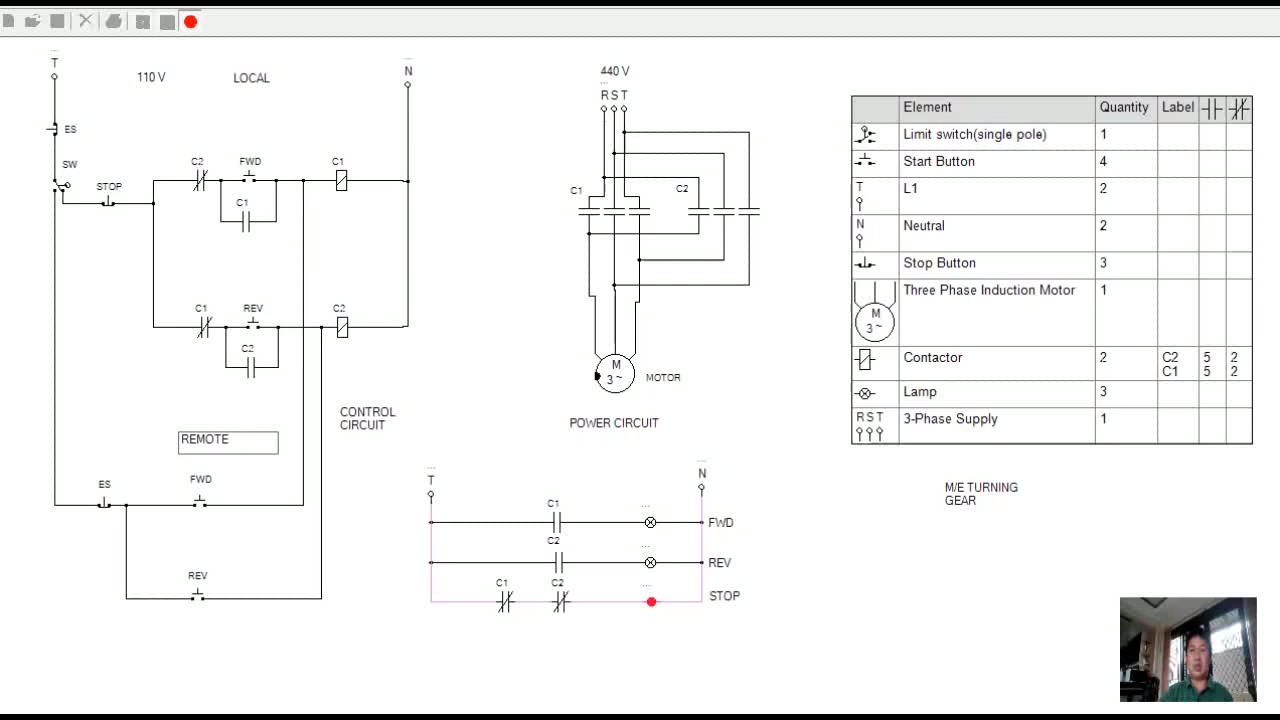 T
110 V
LOCAL
N
ES
SW
STOP
C2
FWD
C1
C1
C1
REV
C2
C2
CONTROL
CIRCUIT
REMOTE
ES
FWD
REV
440 V
R S T
C1
C2
M
3 ~
MOTOR
POWER CIRCUIT
T
N
C1
FWD
C2
REV
C1
C2
STOP
Element Quantity Label
Limit switch(single pole) 1
Start Button 4
T
L1 2
N
Neutral 2
Stop Button 3
Three Phase Induction Motor 1
M
3 ~
Contactor 2 C2 5 2
C1 5 2
Lamp 3
R S T
3-Phase Supply 1
M/E TURNING
GEAR